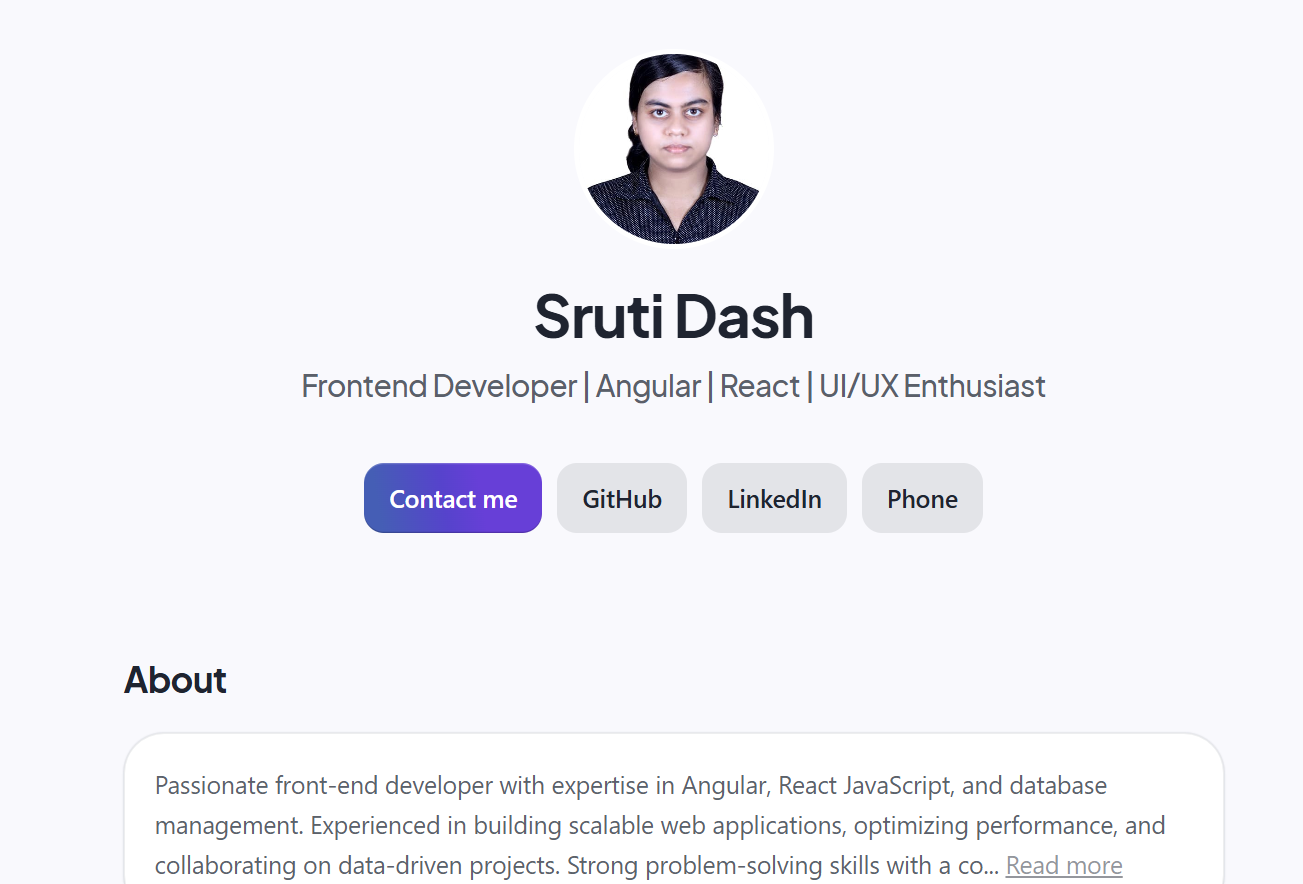 Sruti Dash
Frontend Developer | Angular | React | UI/UX Enthusiast
Contact me
GitHub
LinkedIn
Phone
About
Passionate front-end developer with expertise in Angular, React JavaScript, and database
management. Experienced in building scalable web applications, optimizing performance, and
collaborating on data-driven projects. Strong problem-solving skills with a co... Read more